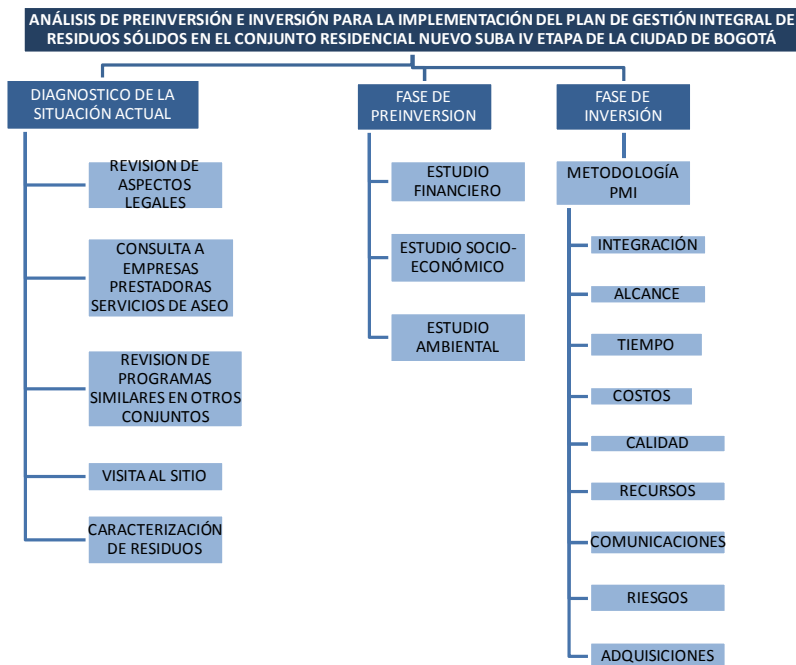 ANÁLISIS DE PREINVERSIÓN E INVERSIÓN PARA LA IMPLEMENTACIÓN DEL PLAN DE GESTIÓN INTEGRAL DE
RESIDUOS SÓLIDOS EN EL CONJUNTO RESIDENCIAL NUEVO SUBA IV ETAPA DE LA CIUDAD DE BOGOTÁ
DIAGNOSTICO DE LA
SITUACIÓN ACTUAL
REVISION DE
ASPECTOS
LEGALES
CONSULTA A
EMPRESAS
PRESTADORAS
SERVICIOS DE ASEO
REVISION DE
PROGRAMAS
SIMILARES EN OTROS
CONJUNTOS
VISITA AL SITIO
CARACTERIZACIÓN
DE RESIDUOS
FASE DE
PREINVERSION
ESTUDIO
FINANCIERO
ESTUDIO SOCIO-
ECONÓMICO
ESTUDIO
AMBIENTAL
FASE DE
INVERSIÓN
METODOLOGÍA
PMI
INTEGRACIÓN
ALCANCE
TIEMPO
COSTOS
CALIDAD
RECURSOS
COMUNICACIONES
RIESGOS
ADQUISICIONES